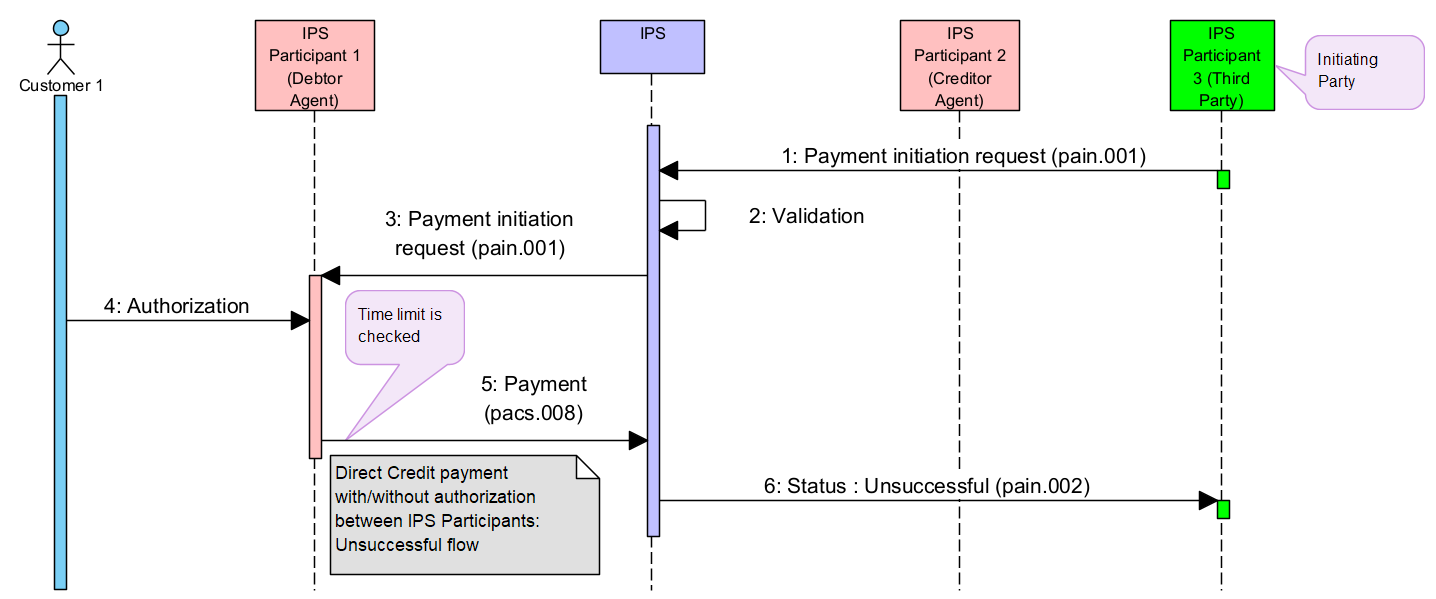 Customer 1
IPS
Participant 1
(Debtor
Agent)
IPS
IPS
Participant 2
(Creditor
Agent)
IPS
Participant
3 (Third
Party)
Initiating
Party
1: Payment initiation request (pain.001)
2: Validation
3: Payment initiation
request (pain.001)
4: Authorization
Time limit is
checked
5: Payment
(pacs.008)
Direct Credit payment
with/without authorization
between IPS Participants:
Unsuccessful flow
6: Status : Unsuccessful (pain.002)